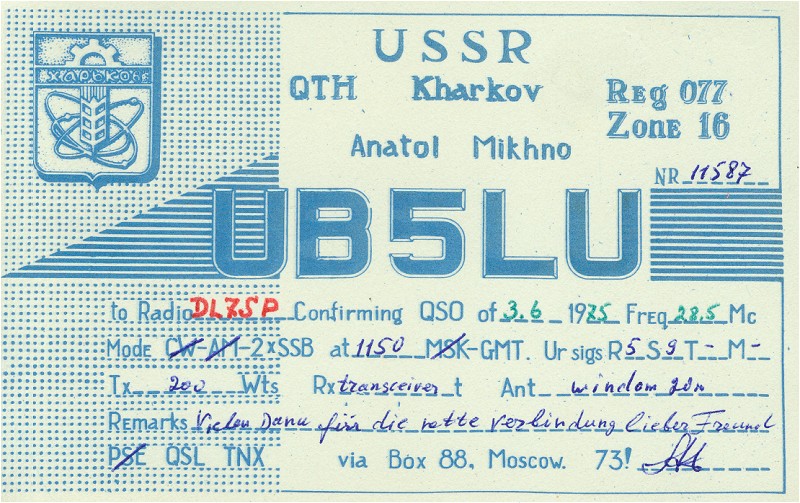 USSR
ХАРЬКОВ
QTH Kharkov
Reg 077
Zone 16
Anatol Mikhno
NR 11587
UB5LU
to Radio DL7SP Confirming QSO of 3.6 1975 Freq 28.5 Mc
Mode CW-AM-2xSSB at 1150 MSK-GMT. Ur sigs R5 S9 T- M-
Tx 200 Wts Rx transceiver t Ant windom 20m
Remarks Vielen Dank für die nette Verbindung lieber Freund
PSE QSL TNX via Box 88, Moscow. 73!